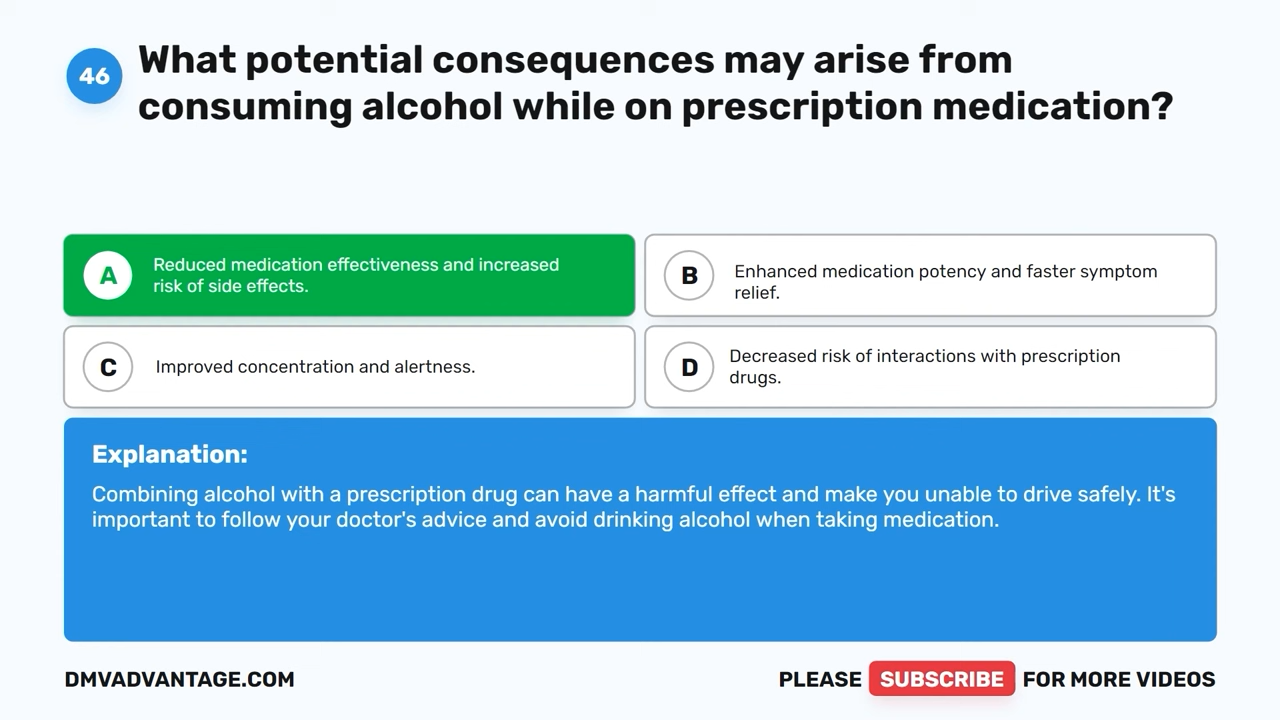 46
What potential consequences may arise from
consuming alcohol while on prescription medication?
A
Reduced medication effectiveness and increased
risk of side effects.
B
Enhanced medication potency and faster symptom
relief.
C
Improved concentration and alertness.
D
Decreased risk of interactions with prescription
drugs.
Explanation:
Combining alcohol with a prescription drug can have a harmful effect and make you unable to drive safely. It's
important to follow your doctor's advice and avoid drinking alcohol when taking medication.
DMVADVANTAGE.COM
PLEASE SUBSCRIBE FOR MORE VIDEOS